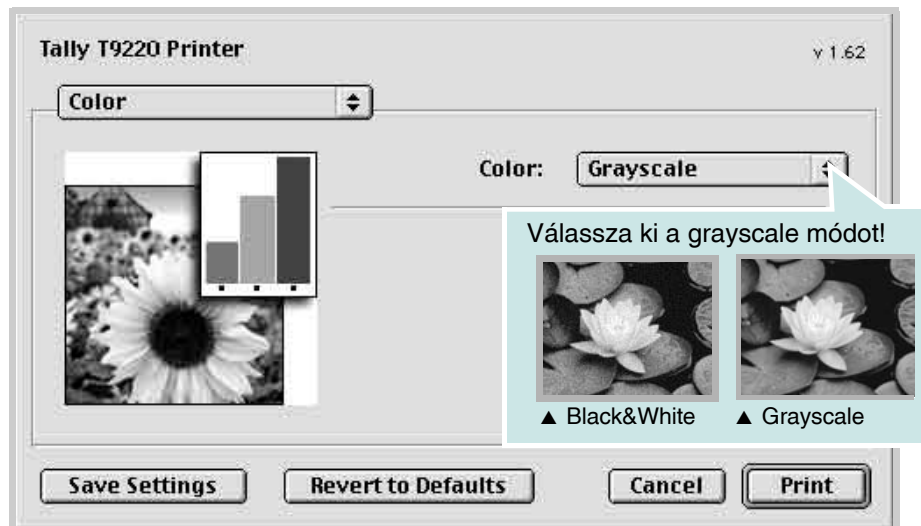 Tally T9220 Printer
v 1.62
Color
Color: Grayscale
Válassza ki a grayscale módot!
▲ Black&White ▲ Grayscale
Save Settings Revert to Defaults Cancel Print